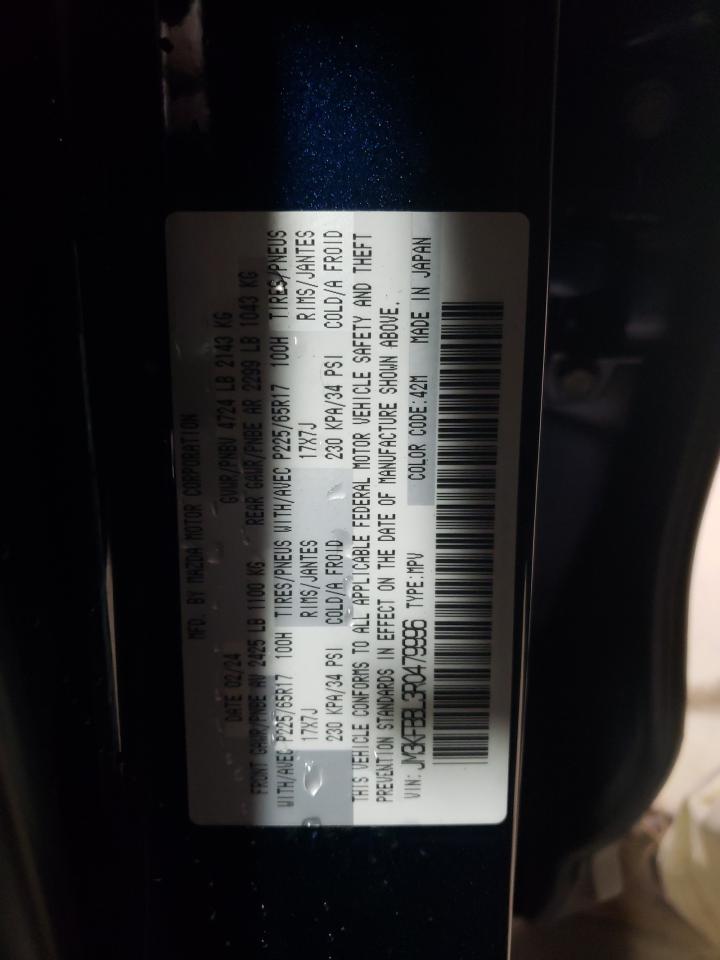 MFD. BY MAZDA MOTOR CORPORATION
DATE 02/24 GVWR/PNBV 4724 LB 2143 KG
FRONT GAWR/PNBE AV 2425 LB 1100 KG REAR GAWR/PNBE AR 2299 LB 1043 KG
WITH/AVEC P225/65R17 100H TIRES/PNEUS WITH/AVEC P225/65R17 100H TIRES/PNEUS
17X7J RIMS/JANTES 17X7J RIMS/JANTES
230 KPA/34 PSI COLD/A FROID 230 KPA/34 PSI COLD/A FROID
THIS VEHICLE CONFORMS TO ALL APPLICABLE FEDERAL MOTOR VEHICLE SAFETY AND THEFT
PREVENTION STANDARDS IN EFFECT ON THE DATE OF MANUFACTURE SHOWN ABOVE.
VIN: JM3KFBBL3R0479996 TYPE:MPV COLOR CODE:42M MADE IN JAPAN